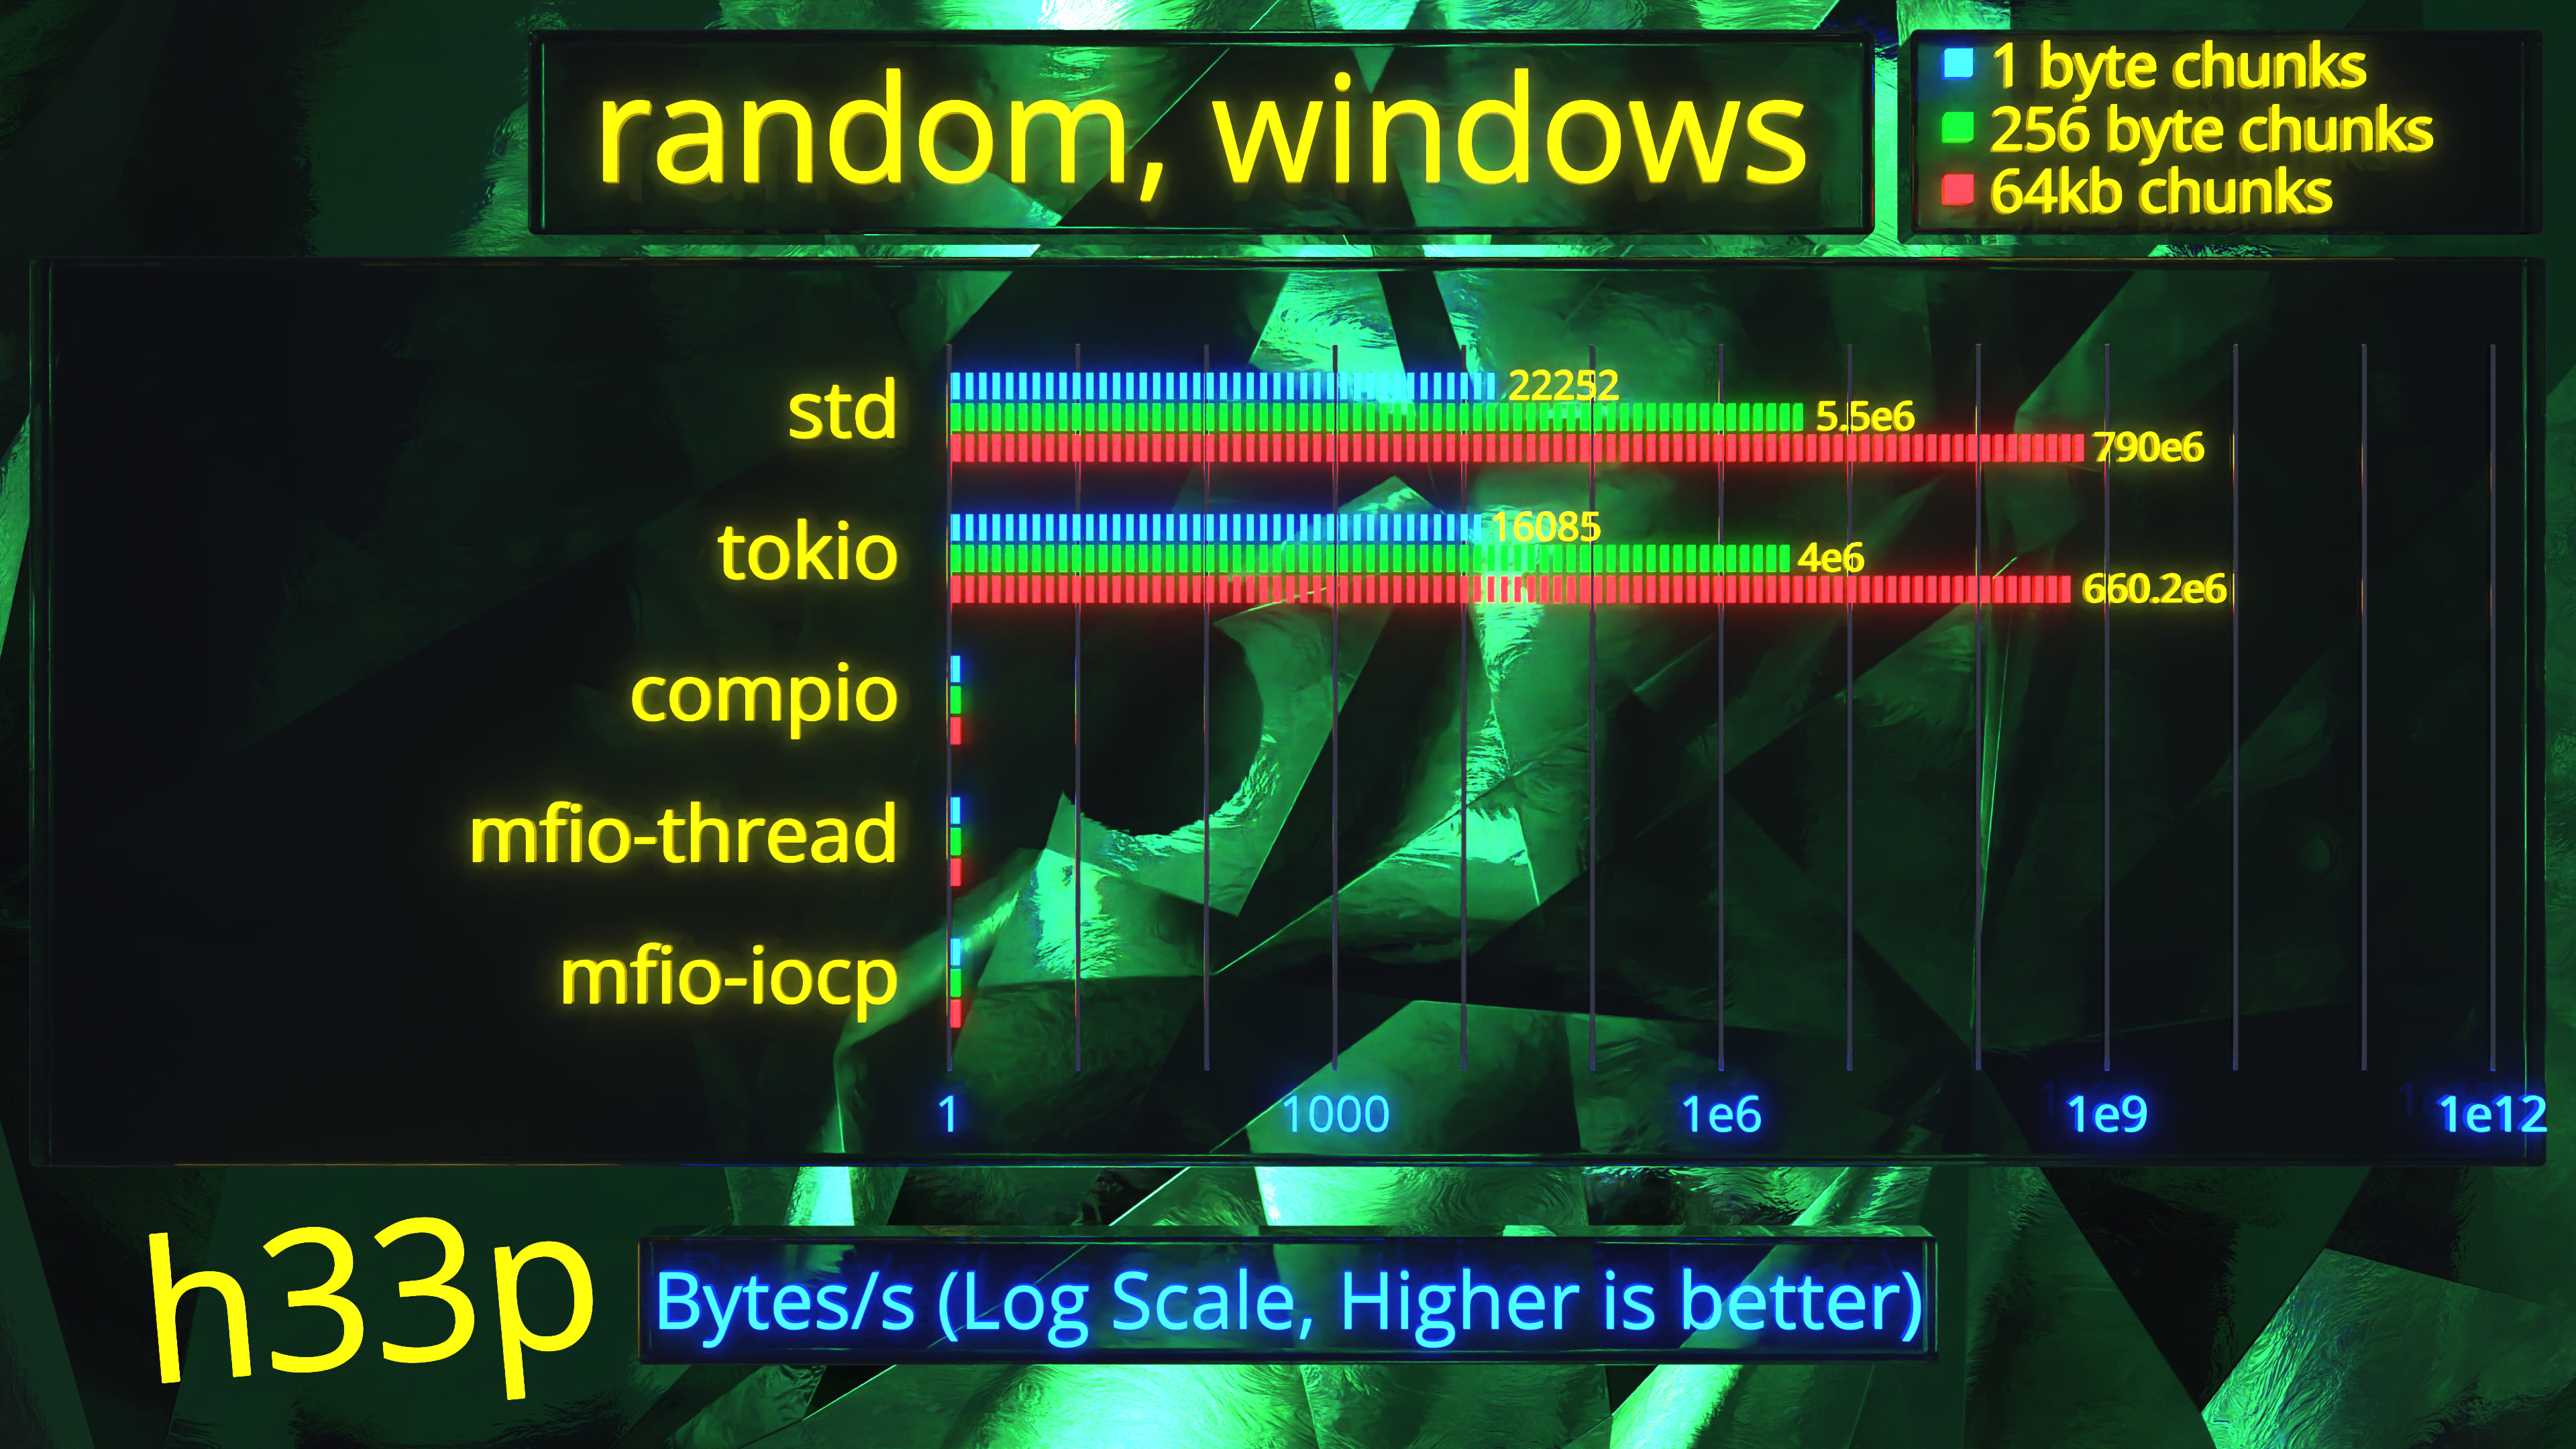 random, windows
1 byte chunks
256 byte chunks
64kb chunks
std
22252
5.5e6
790e6
tokio
16085
4e6
660.2e6
compio
mfio-thread
mfio-iocp
1 1000 1e6 1e9 1e12
h33p
Bytes/s (Log Scale, Higher is better)